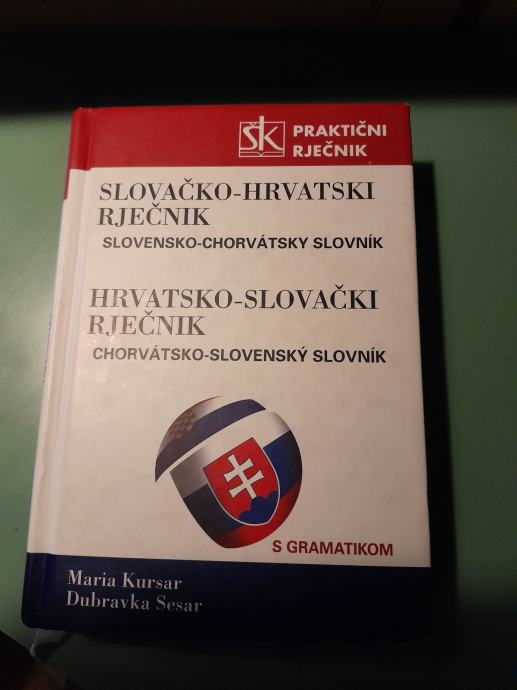 ŠK
PRAKTIČNI
RJEČNIK
SLOVAČKO-HRVATSKI
RJEČNIK
SLOVENSKO-CHORVÁTSKY SLOVNÍK
HRVATSKO-SLOVAČKI
RJEČNIK
CHORVÁTSKO-SLOVENSKÝ SLOVNÍK
S GRAMATIKOM
Maria Kursar
Dubravka Sesar